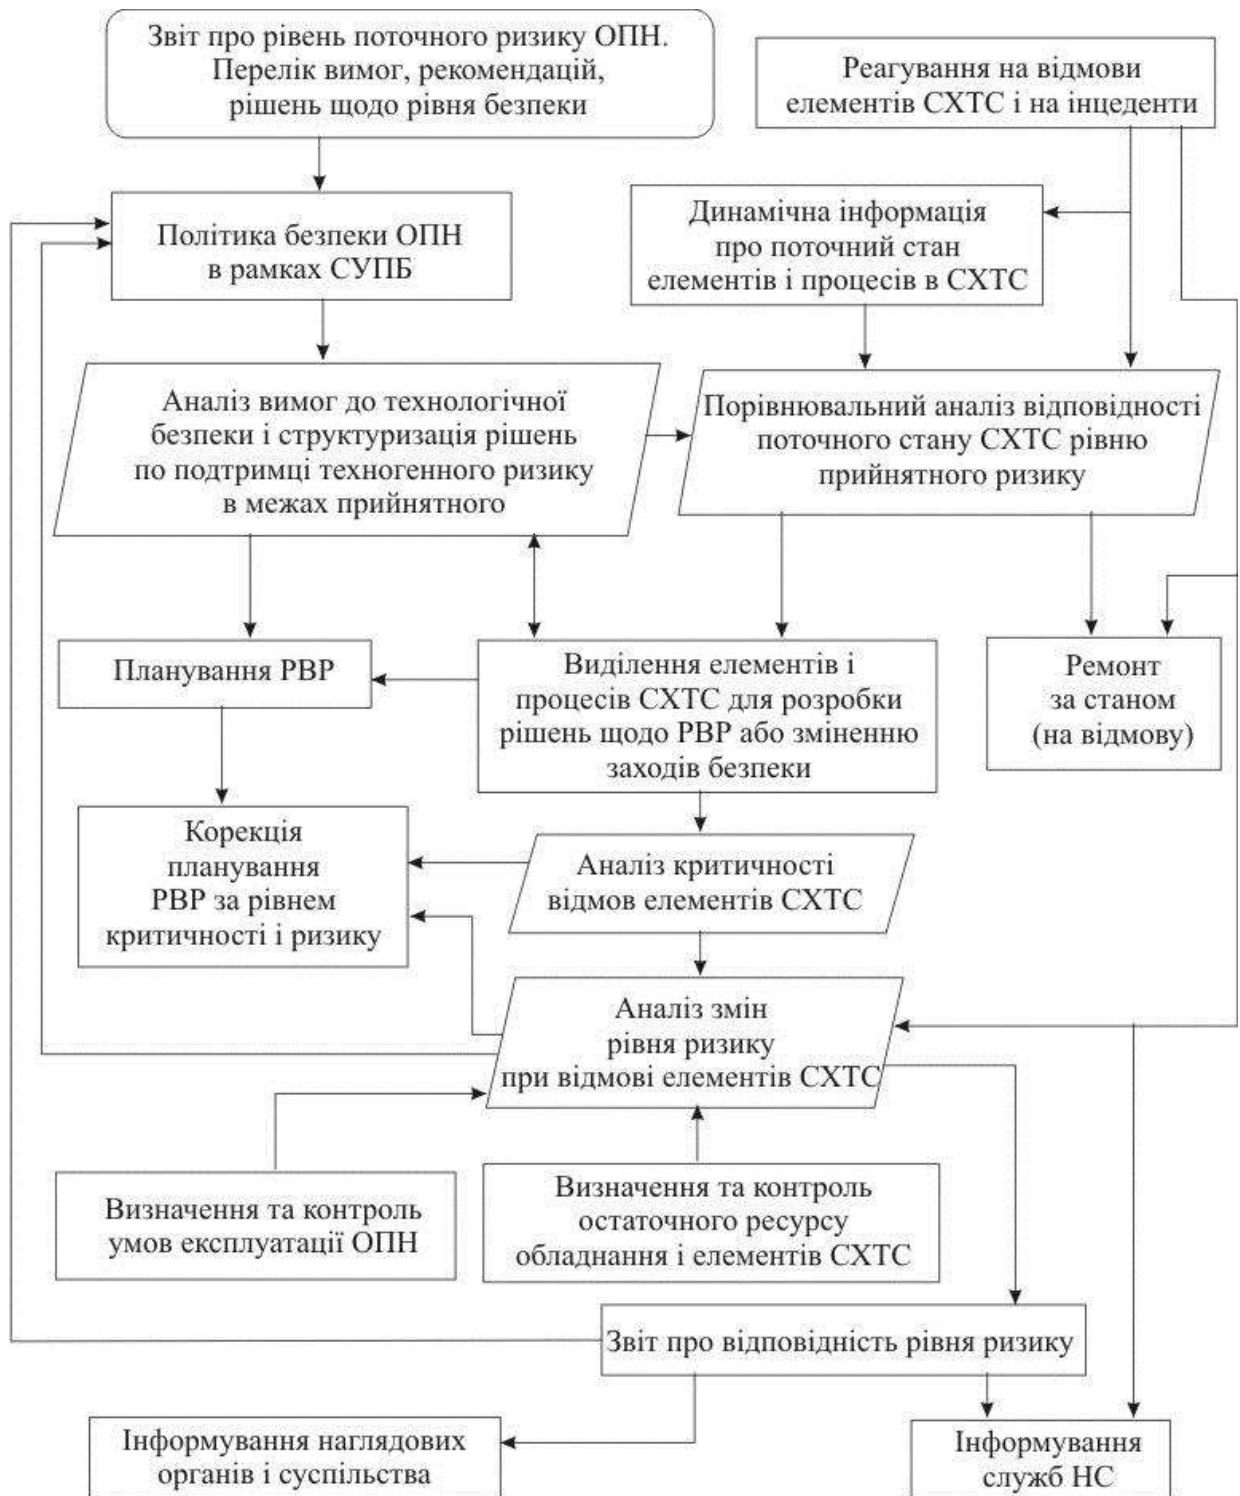 Звіт про рівень поточного ризику ОПН.
Перелік вимог, рекомендацій,
рішень щодо рівня безпеки
Реагування на відмови
елементів СХТС і на інцеденти
Політика безпеки ОПН
в рамках СУПБ
Динамічна інформація
про поточний стан
елементів і процесів в СХТС
Аналіз вимог до технологічної
безпеки і структуризація рішень
по подтримці техногенного ризику
в межах прийнятного
Порівнювальний аналіз відповідності
поточного стану СХТС рівню
прийнятного ризику
Планування РВР
Виділення елементів і
процесів СХТС для розробки
рішень щодо РВР або зміненню
заходів безпеки
Ремонт
за станом
(на відмову)
Корекція
планування
РВР за рівнем
критичності і ризику
Аналіз критичності
відмов елементів СХТС
Аналіз змін
рівня ризику
при відмові елементів СХТС
Визначення та контроль
умов експлуатації ОПН
Визначення та контроль
остаточного ресурсу
обладнання і елементів СХТС
Звіт про відповідність рівня ризику
Інформування наглядових
органів і суспільства
Інформування
служб НС